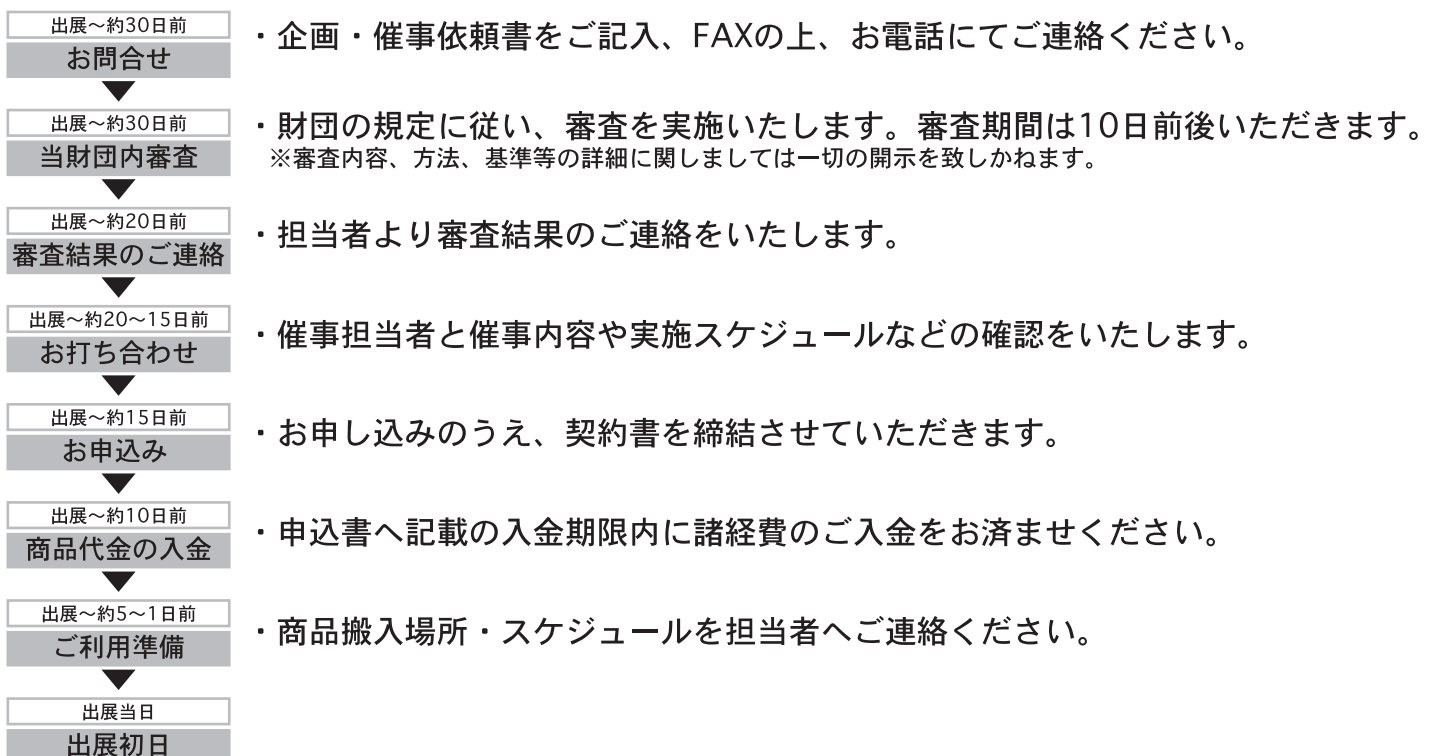 出展～約30日前
お問合せ
・企画・催事依頼書をご記入、FAXの上、お電話にてご連絡ください。
出展～約30日前
当財団内審査
・財団の規定に従い、審査を実施いたします。審査期間は10日前後いただきます。
※審査内容、方法、基準等の詳細に関しましては一切の開示を致しかねます。
出展～約20日前
審査結果のご連絡
・担当者より審査結果のご連絡をいたします。
出展～約20～15日前
お打ち合わせ
・催事担当者と催事内容や実施スケジュールなどの確認をいたします。
出展～約15日前
お申込み
・お申し込みのうえ、契約書を締結させていただきます。
出展～約10日前
商品代金の入金
・申込書へ記載の入金期限内に諸経費のご入金をお済ませください。
出展～約5～1日前
ご利用準備
・商品搬入場所・スケジュールを担当者へご連絡ください。
出展当日
出展初日